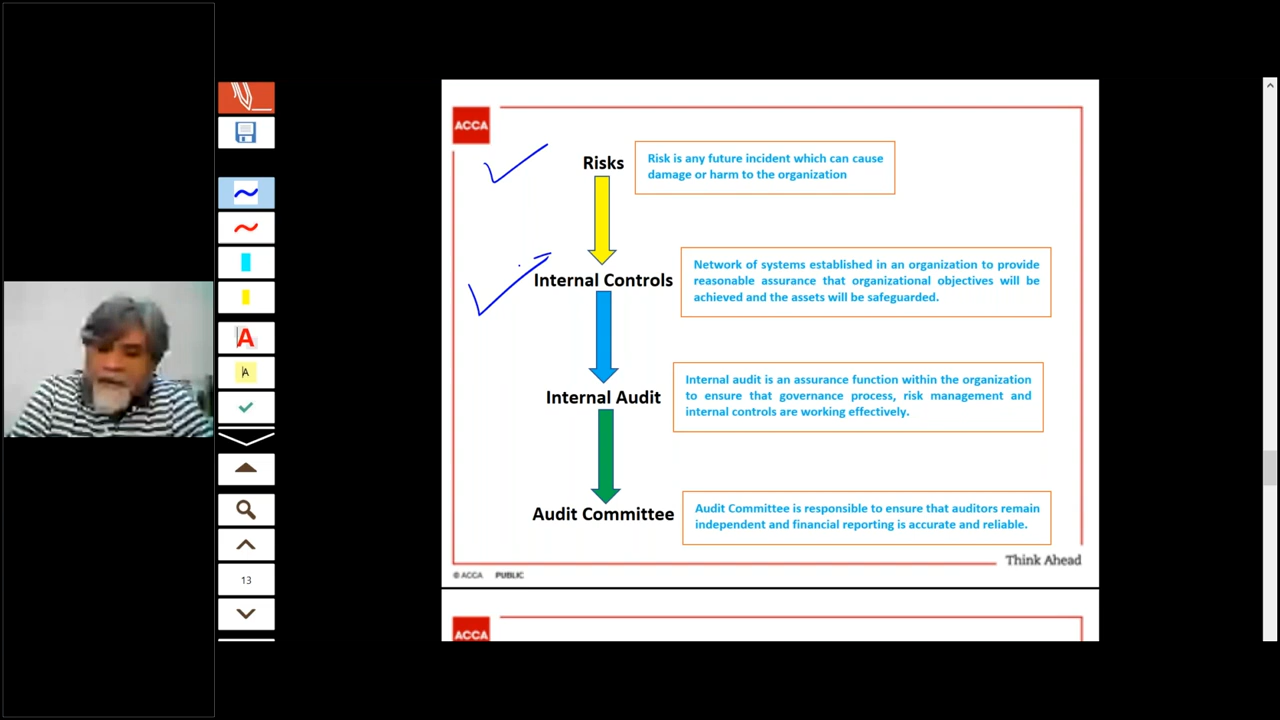 ACCA
Risks
Risk is any future incident which can cause
damage or harm to the organization
Internal Controls
Network of systems established in an organization to provide
reasonable assurance that organizational objectives will be
achieved and the assets will be safeguarded.
Internal Audit
Internal audit is an assurance function within the organization
to ensure that governance process, risk management and
internal controls are working effectively.
Audit Committee
Audit Committee is responsible to ensure that auditors remain
independent and financial reporting is accurate and reliable.
Think Ahead
© ACCA PUBLIC
ACCA
A
A
13